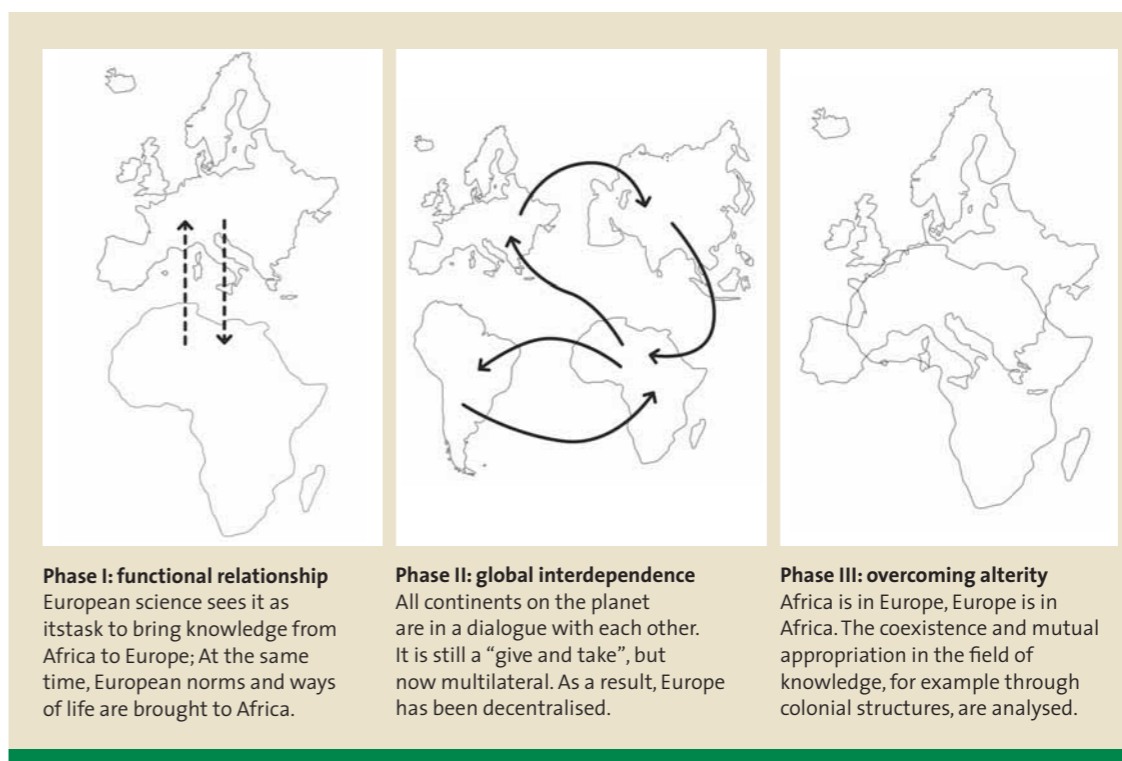 Phase I: functional relationship
European science sees it as
itstask to bring knowledge from
Africa to Europe; At the same
time, European norms and ways
of life are brought to Africa.
Phase II: global interdependence
All continents on the planet
are in a dialogue with each other.
It is still a “give and take”, but
now multilateral. As a result, Europe
has been decentralised.
Phase III: overcoming alterity
Africa is in Europe, Europe is in
Africa. The coexistence and mutual
appropriation in the field of
knowledge, for example through
colonial structures, are analysed.